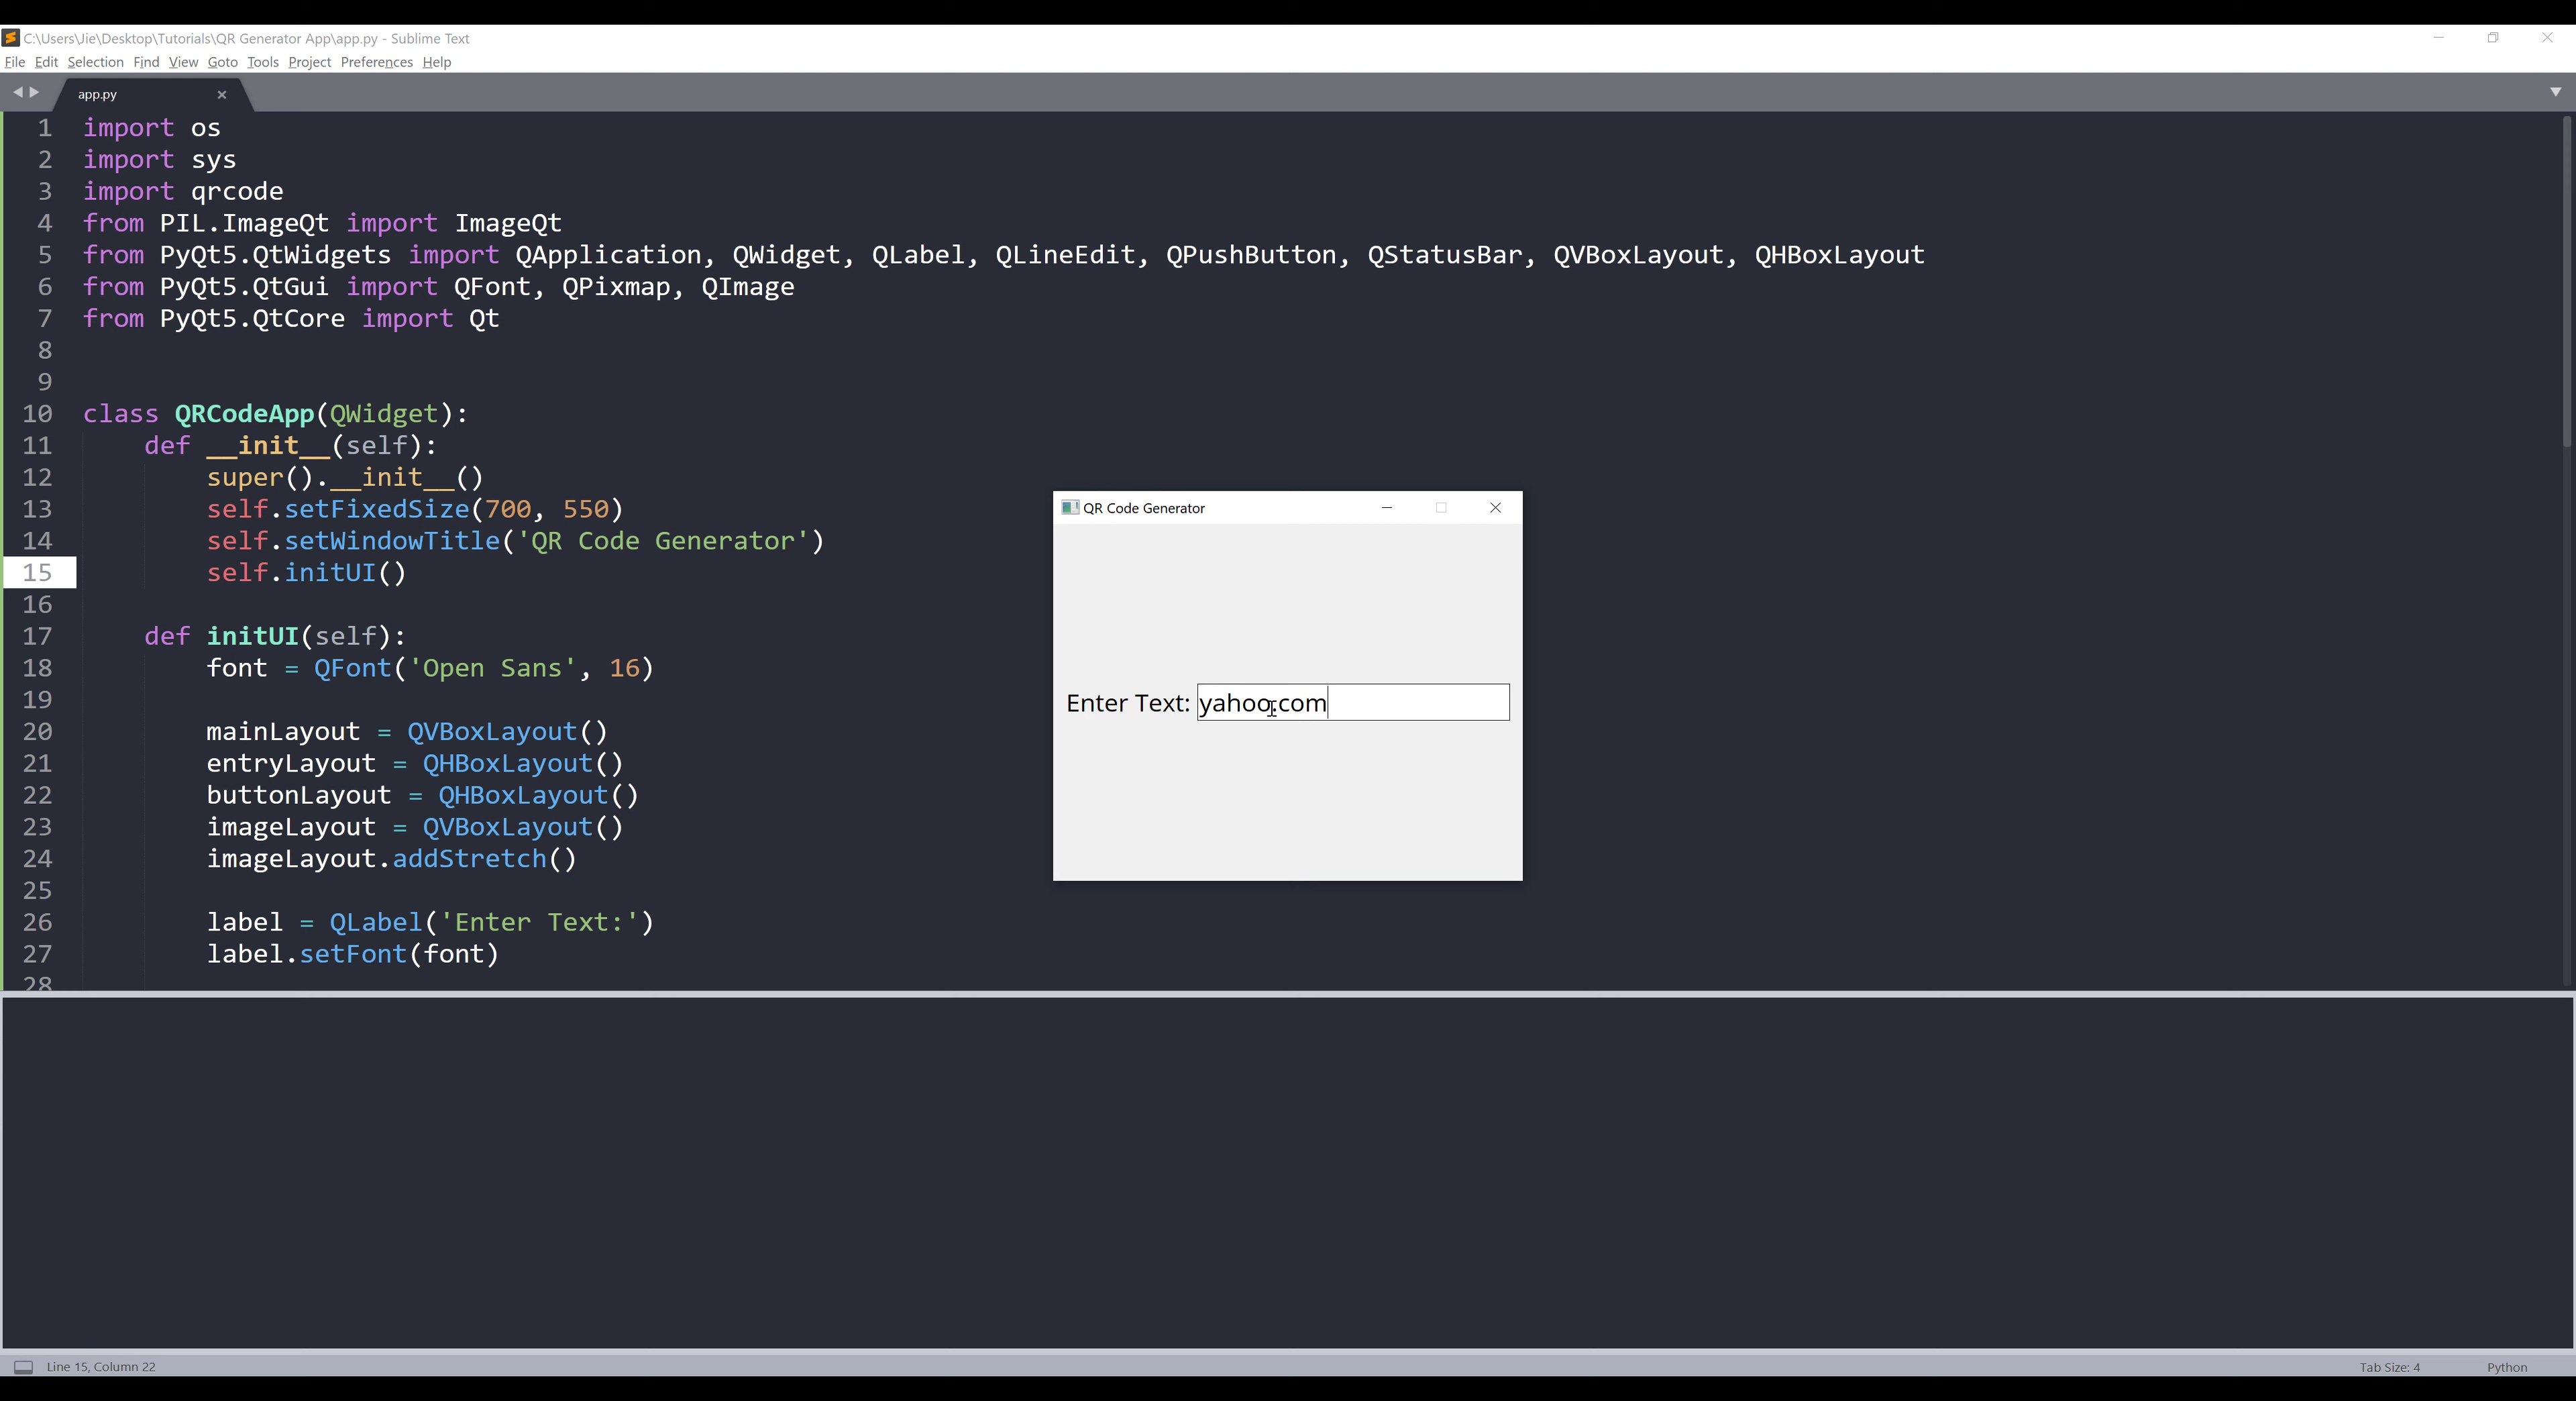 C:\Users\Jie\Desktop\Tutorials\QR Generator App\app.py - Sublime Text
File Edit Selection Find View Goto Tools Project Preferences Help
app.py
1 import os
2 import sys
3 import qrcode
4 from PIL.ImageQt import ImageQt
5 from PyQt5.QtWidgets import QApplication, QWidget, QLabel, QLineEdit, QPushButton, QStatusBar, QVBoxLayout, QHBoxLayout
6 from PyQt5.QtGui import QFont, QPixmap, QImage
7 from PyQt5.QtCore import Qt
8
9
10 class QRCodeApp(QWidget):
11     def __init__(self):
12         super().__init__()
13         self.setFixedSize(700, 550)
14         self.setWindowTitle('QR Code Generator')
15         self.initUI()
16
17     def initUI(self):
18         font = QFont('Open Sans', 16)
19
20         mainLayout = QVBoxLayout()
21         entryLayout = QHBoxLayout()
22         buttonLayout = QHBoxLayout()
23         imageLayout = QVBoxLayout()
24         imageLayout.addStretch()
25
26         label = QLabel('Enter Text:')
27         label.setFont(font)
28
QR Code Generator
Enter Text: yahoo.com
Line 15, Column 22
Tab Size: 4
Python